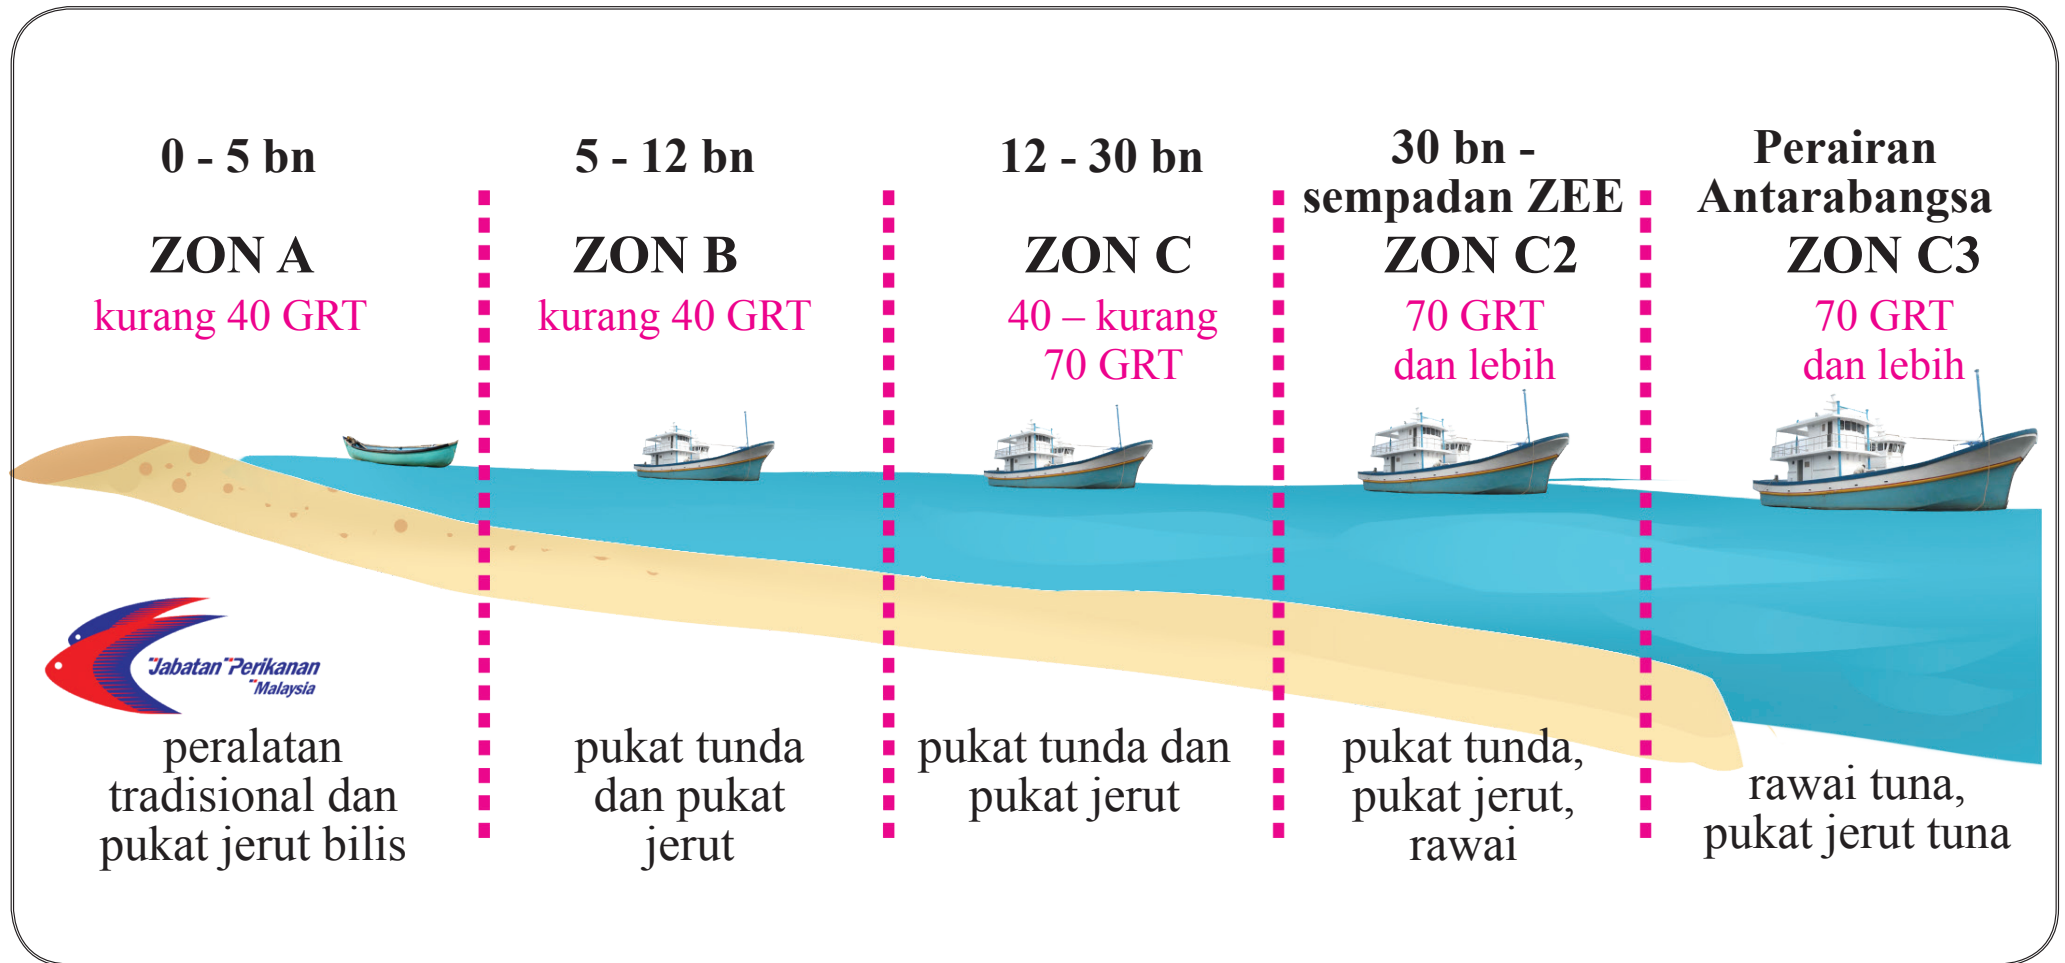 0 - 5 bn
ZON A
kurang 40 GRT
5 - 12 bn
ZON B
kurang 40 GRT
12 - 30 bn
ZON C
40 – kurang
70 GRT
30 bn -
sempadan ZEE
ZON C2
70 GRT
dan lebih
Perairan
Antarabangsa
ZON C3
70 GRT
dan lebih
Jabatan Perikanan
Malaysia
peralatan
tradisional dan
pukat jerut bilis
pukat tunda
dan pukat
jerut
pukat tunda dan
pukat jerut
pukat tunda,
pukat jerut,
rawai
rawai tuna,
pukat jerut tuna